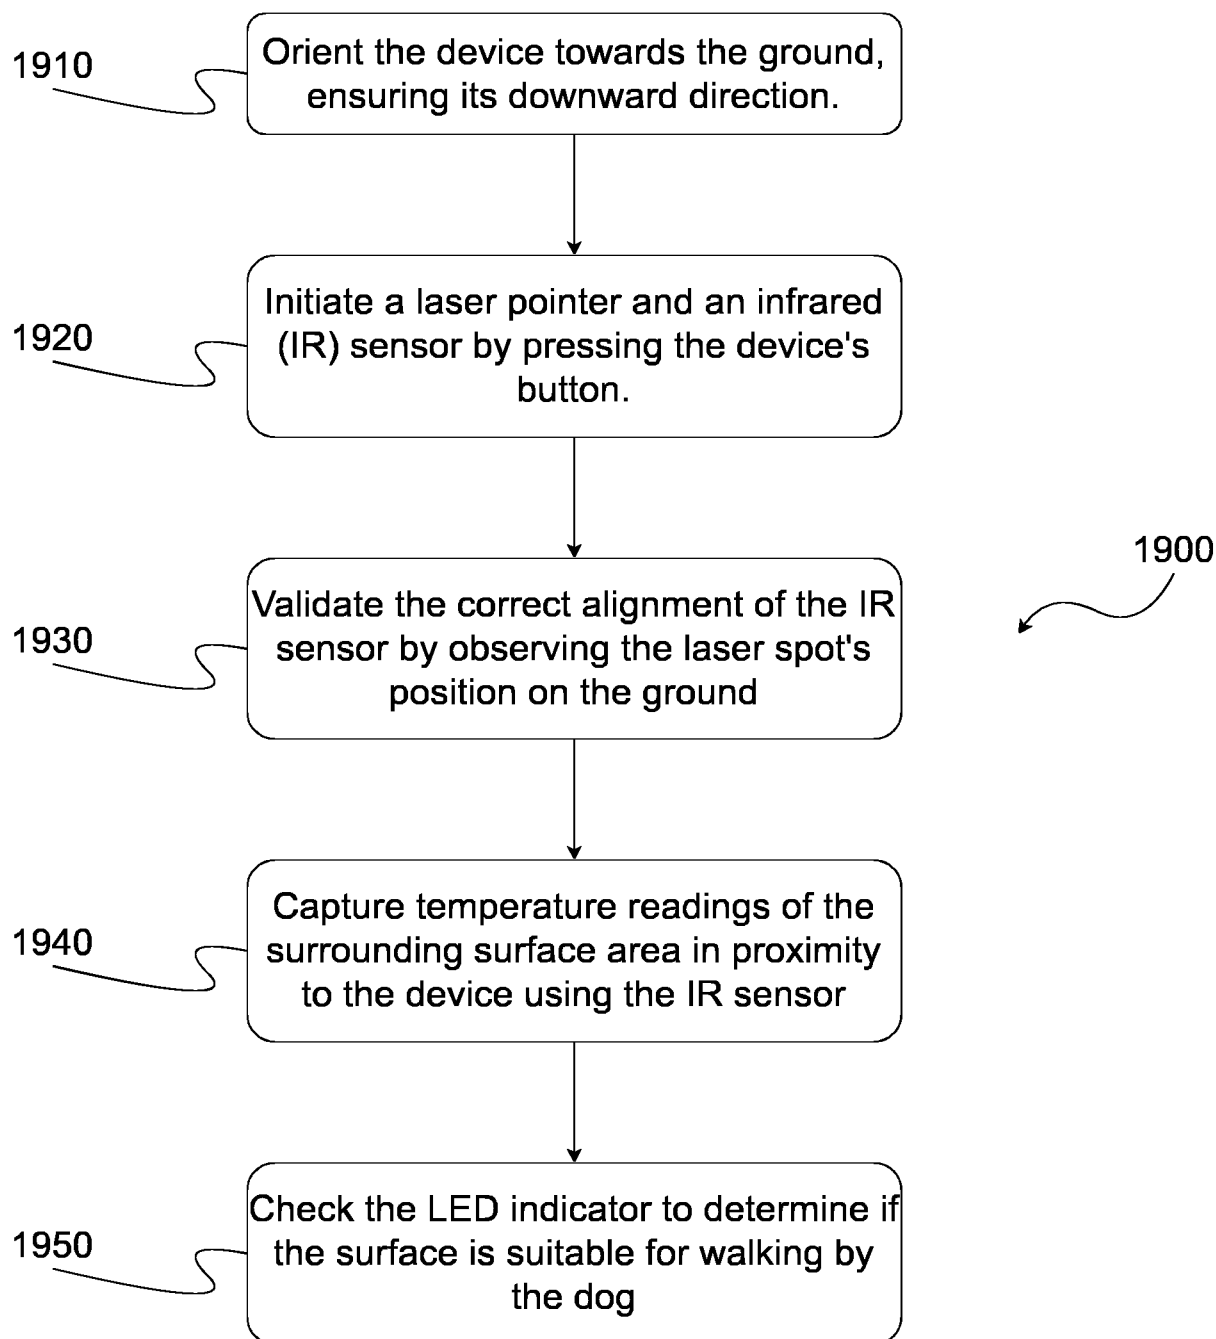 1910
Orient the device towards the ground,
ensuring its downward direction.
1920
Initiate a laser pointer and an infrared
(IR) sensor by pressing the device's
button.
1900
1930
Validate the correct alignment of the IR
sensor by observing the laser spot's
position on the ground
1940
Capture temperature readings of the
surrounding surface area in proximity
to the device using the IR sensor
1950
Check the LED indicator to determine if
the surface is suitable for walking by
the dog